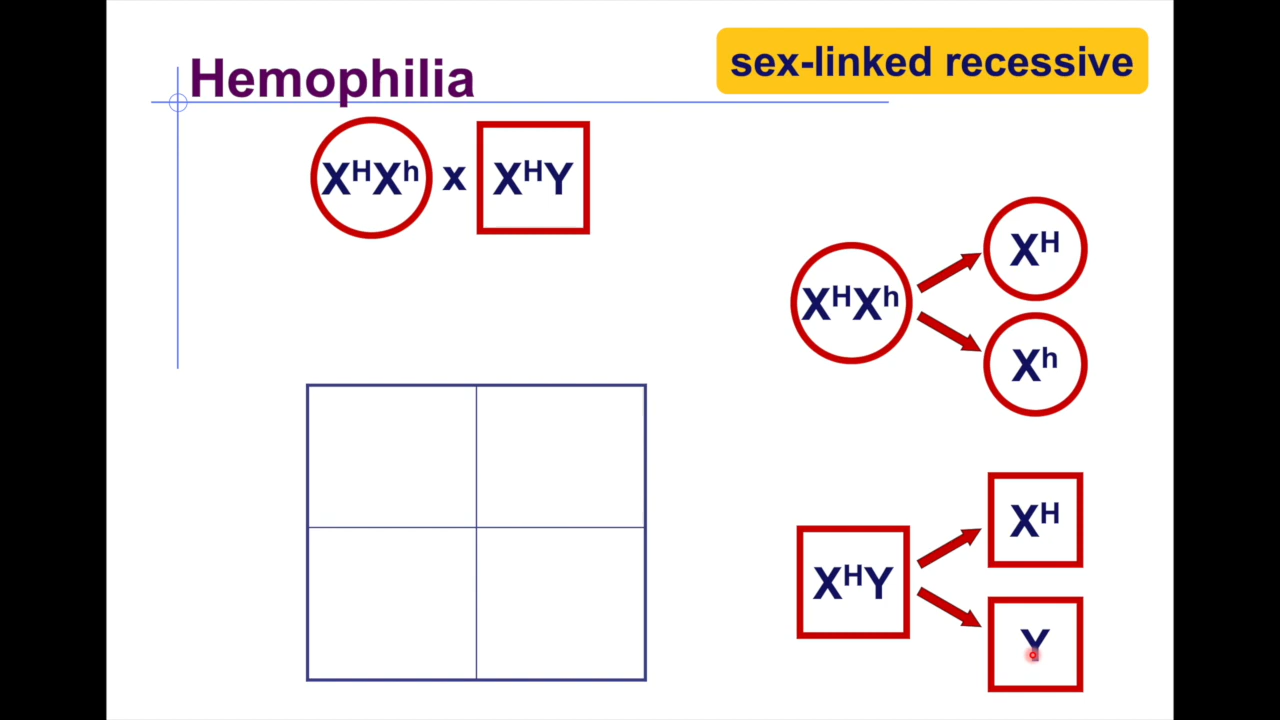 Hemophilia
sex-linked recessive
XᴴXʰ x XᴴY
Xᴴ
XᴴXʰ
Xʰ
Xᴴ
XᴴY
Y